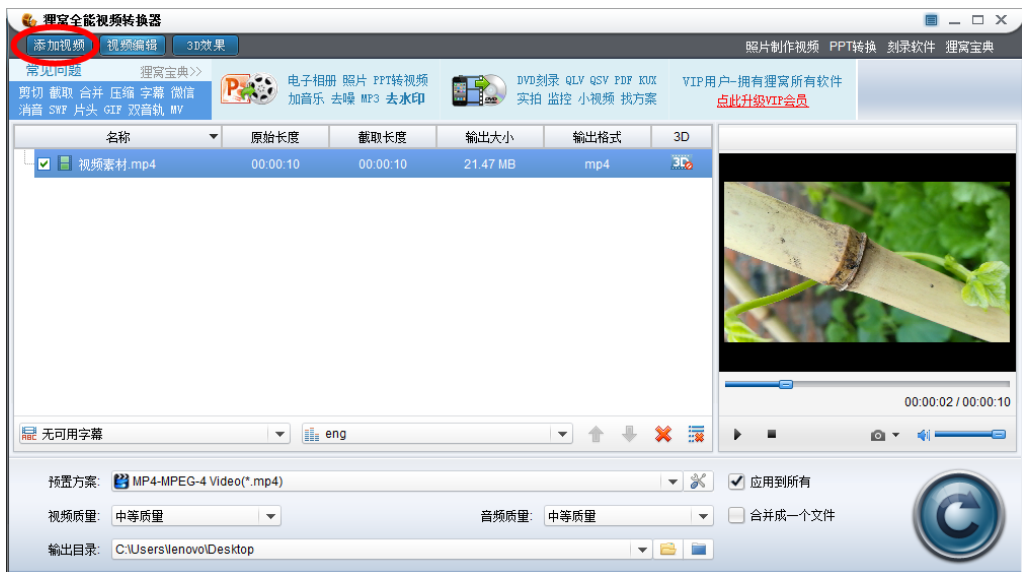 狸窝全能视频转换器
添加视频 视频编辑 3D效果 照片制作视频 PPT转换 刻录软件 狸窝宝典
常见问题 狸窝宝典>>
剪切 截取 合并 压缩 字幕 微信
消音 SWF 片头 GIF 双音轨 MV
电子相册 照片 PPT转视频
加音乐 去噪 MP3 去水印
DVD刻录 QLV QSV PDF KUX
实拍 监控 小视频 找方案
VIP用户-拥有狸窝所有软件
点此升级VIP会员
名称 原始长度 截取长度 输出大小 输出格式 3D
视频素材.mp4 00:00:10 00:00:10 21.47 MB mp4 3D
00:00:02 / 00:00:10
无可用字幕 eng
预置方案: MP4-MPEG-4 Video(*.mp4) 应用到所有
视频质量: 中等质量 音频质量: 中等质量 合并成一个文件
输出目录: C:\Users\lenovo\Desktop